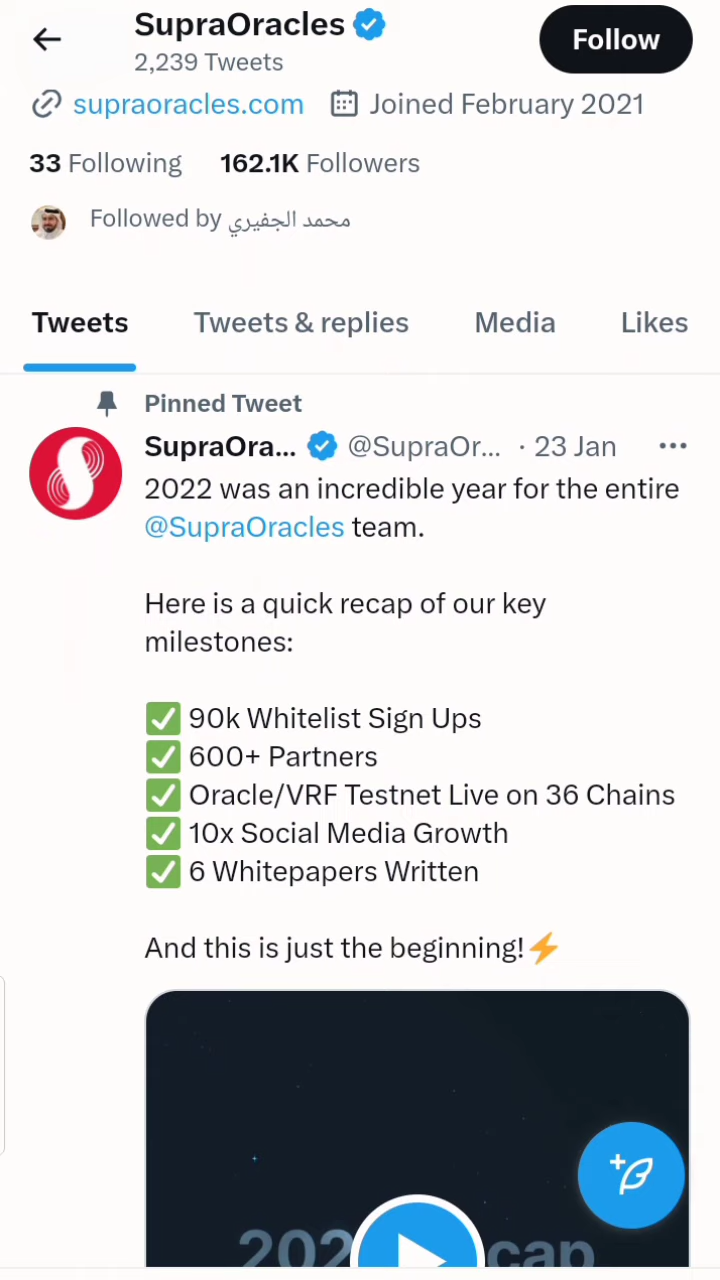 SupraOracles
2,239 Tweets
Follow
supraoracles.com Joined February 2021
33 Following 162.1K Followers
Followed by محمد الجفيري
Tweets Tweets & replies Media Likes
Pinned Tweet
SupraOra... @SupraOr... · 23 Jan
2022 was an incredible year for the entire
@SupraOracles team.
Here is a quick recap of our key
milestones:
✅ 90k Whitelist Sign Ups
✅ 600+ Partners
✅ Oracle/VRF Testnet Live on 36 Chains
✅ 10x Social Media Growth
✅ 6 Whitepapers Written
And this is just the beginning!⚡